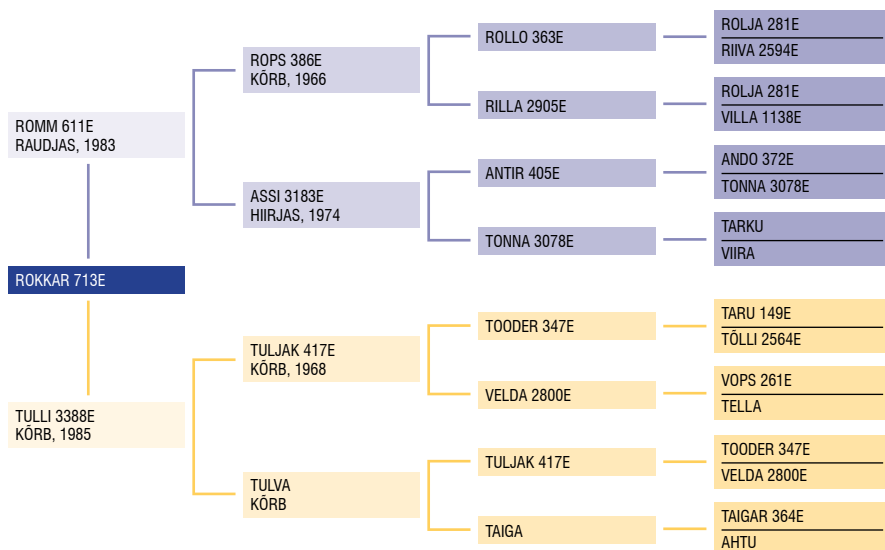 ROMM 611E
RAUDJAS, 1983
ROKKAR 713E
TULLI 3388E
KÕRB, 1985
ROPS 386E
KÕRB, 1966
ASSI 3183E
HIIRJAS, 1974
TULJAK 417E
KÕRB, 1968
TULVA
KÕRB
ROLLO 363E
RILLA 2905E
ANTIR 405E
TONNA 3078E
TOODER 347E
VELDA 2800E
TULJAK 417E
TAIGA
ROLJA 281E
RIIVA 2594E
ROLJA 281E
VILLA 1138E
ANDO 372E
TONNA 3078E
TARKU
VIIRA
TARU 149E
TÕLLI 2564E
VOPS 261E
TELLA
TOODER 347E
VELDA 2800E
TAIGAR 364E
AHTU